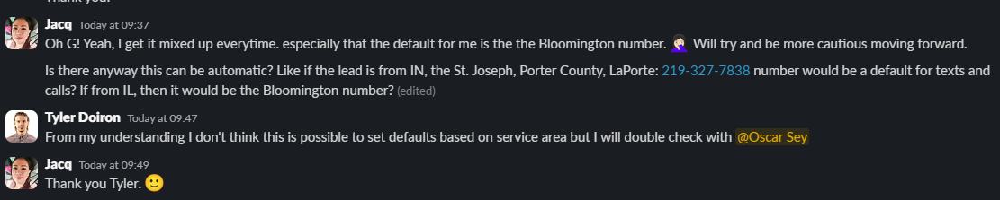 Thank you.
Jacq Today at 09:37
Oh G! Yeah, I get it mixed up everytime. especially that the default for me is the the Bloomington number. 🤦🏻‍♀️ Will try and be more cautious moving forward.
Is there anyway this can be automatic? Like if the lead is from IN, the St. Joseph, Porter County, LaPorte: 219-327-7838 number would be a default for texts and
calls? If from IL, then it would be the Bloomington number? (edited)
Tyler Doiron Today at 09:47
From my understanding I don't think this is possible to set defaults based on service area but I will double check with @Oscar Sey
Jacq Today at 09:49
Thank you Tyler. 🙂